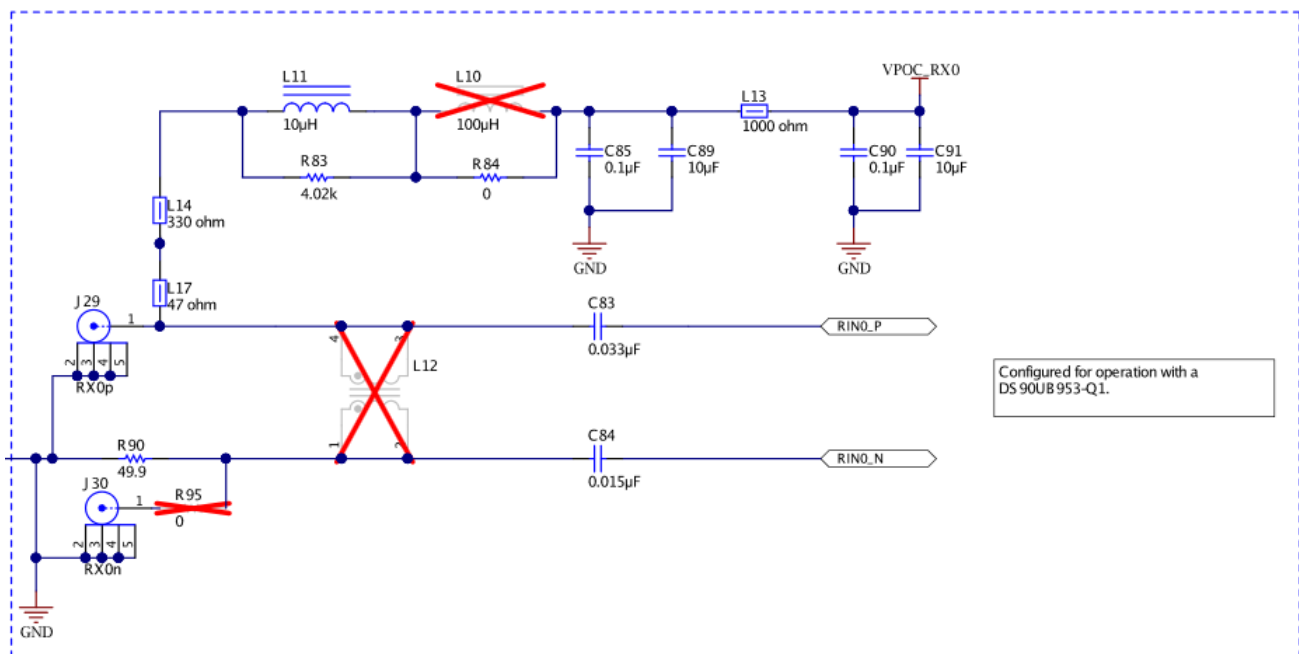 VPOC_RX0
L11
L10
L13
10µH
100µH
1000 ohm
C85
0.1µF
C89
10µF
C90
0.1µF
C91
10µF
R83
4.02k
R84
0
L14
330 ohm
GND
GND
L17
47 ohm
J29
1
C83
0.033µF
RIN0_P
2
3
4
5
RX0p
4
3
L12
Configured for operation with a
DS90UB953-Q1.
1
2
R90
49.9
C84
0.015µF
RIN0_N
J30
1
R95
0
2
3
4
5
RX0n
GND